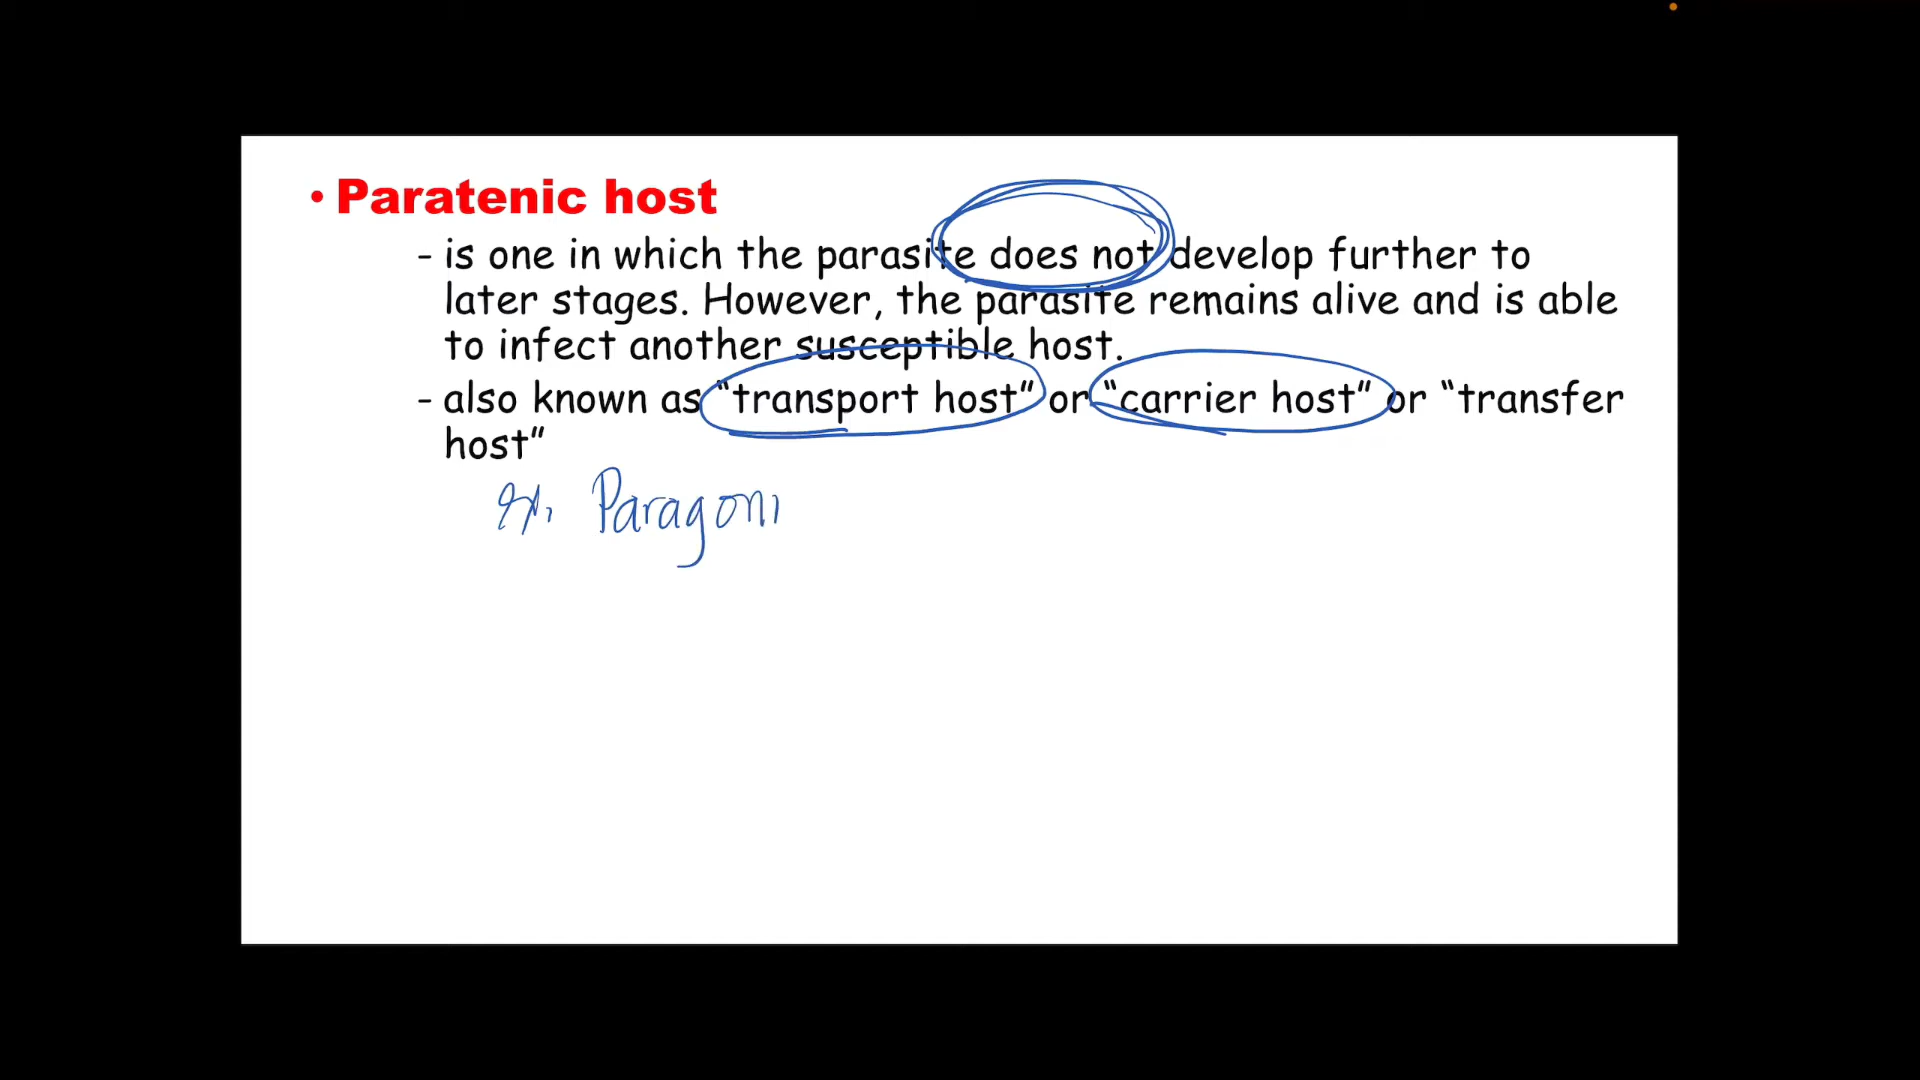 • Paratenic host
- is one in which the parasite does not develop further to
later stages. However, the parasite remains alive and is able
to infect another susceptible host.
- also known as “transport host” or “carrier host” or “transfer
host”
ex. Paragoni